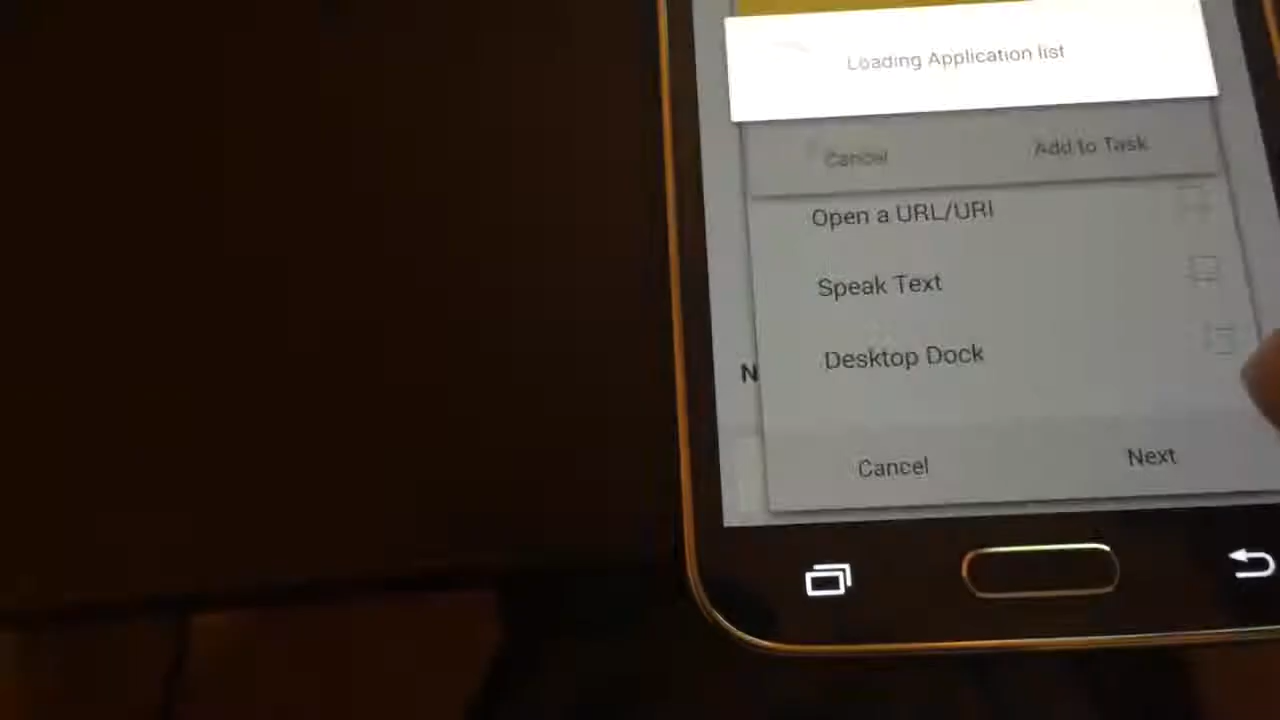 Loading Application list
Cancel
Add to Task
Open a URL/URI
Speak Text
Desktop Dock
N
Cancel
Next